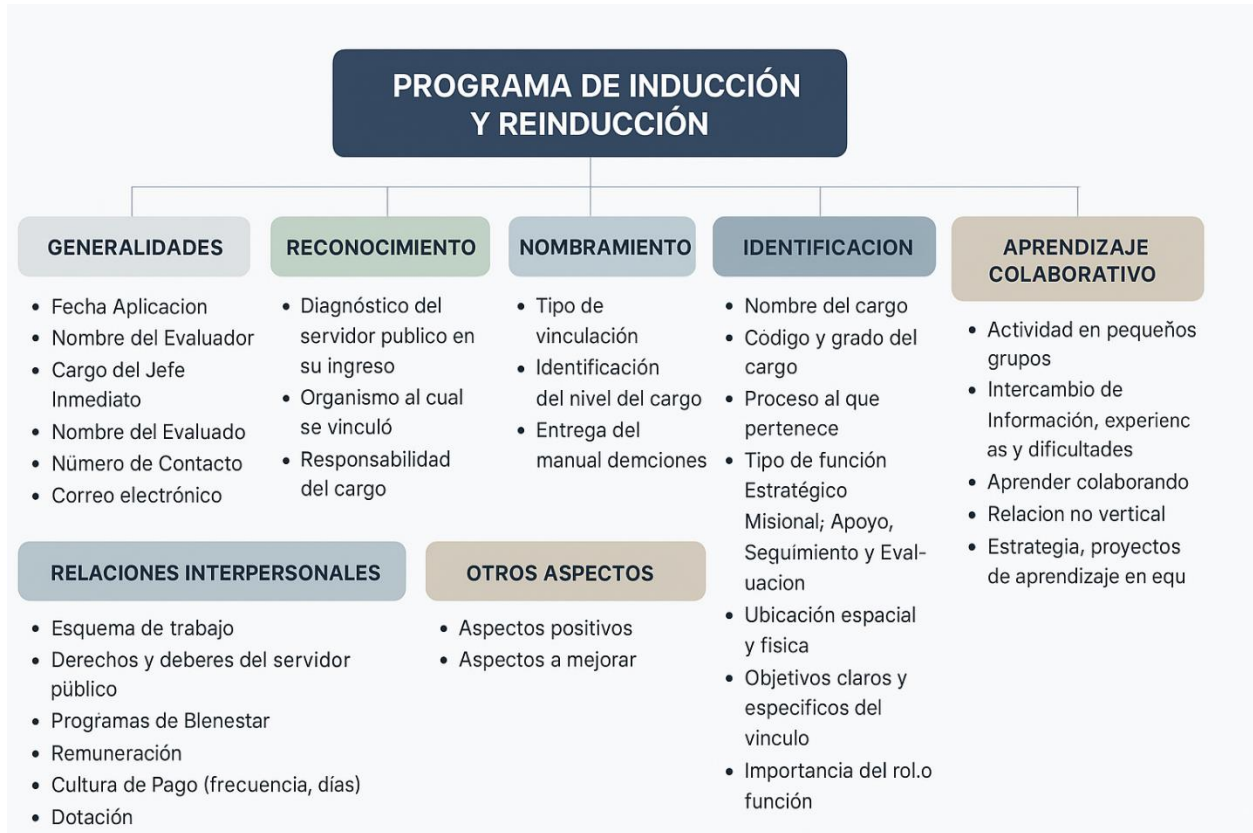 PROGRAMA DE INDUCCIÓN
Y REINDUCCIÓN
GENERALIDADES
• Fecha Aplicacion
• Nombre del Evaluador
• Cargo del Jefe
Inmediato
• Nombre del Evaluado
• Nümero de Contacto
• Correo electrónico
RECONOCIMIENTO
• Diagnóstico del
servidor publico en
su ingreso
• Organismo al cual
se vinculó
• Responsabilidad
del cargo
NOMBRAMIENTO
• Tipo de
vinculación
• Identificación
del nivel del cargo
• Entrega del
manual demciones
IDENTIFICACION
• Nombre del cargo
• Código y grado del
cargo
• Proceso al que
pertenece
• Tipo de función
Estratégico
Misional; Apoyo,
Seguímiento y Eval-
uacion
• Ubicación espacial
y fisica
• Objetivos claros y
especificos del
vinculo
• Importancia del rol.o
función
APRENDIZAJE
COLABORATIVO
• Actividad en pequeños
grupos
• Intercambio de
Información, experienc
as y dificultades
• Aprender colaborando
• Relacion no vertical
• Estrategia, proyectos
de aprendizaje en equ
RELACIONES INTERPERSONALES
• Esquema de trabajo
• Derechos y deberes del servidor
püblico
• Programas de Blenestar
• Remuneración
• Cultura de Pago (frecuencia, días)
• Dotación
OTROS ASPECTOS
• Aspectos positivos
• Aspectos a mejorar